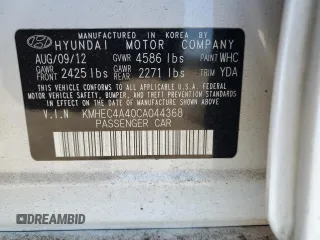 MANUFACTURED IN KOREA BY
HYUNDAI MOTOR COMPANY
AUG/09/12 GVWR 4586 lbs PAINT WHC
GAWR FRONT 2425 lbs GAWR REAR 2271 lbs TRIM YDA
THIS VEHICLE CONFORMS TO ALL APPLICABLE U.S.A. FEDERAL
MOTOR VEHICLE SAFETY, BUMPER, AND THEFT PREVENTION
STANDARDS IN EFFECT ON THE DATE OF MANUFACTURE SHOWN ABOVE.
V.I.N KMHEC4A40CA044368
PASSENGER CAR
DREAMBID